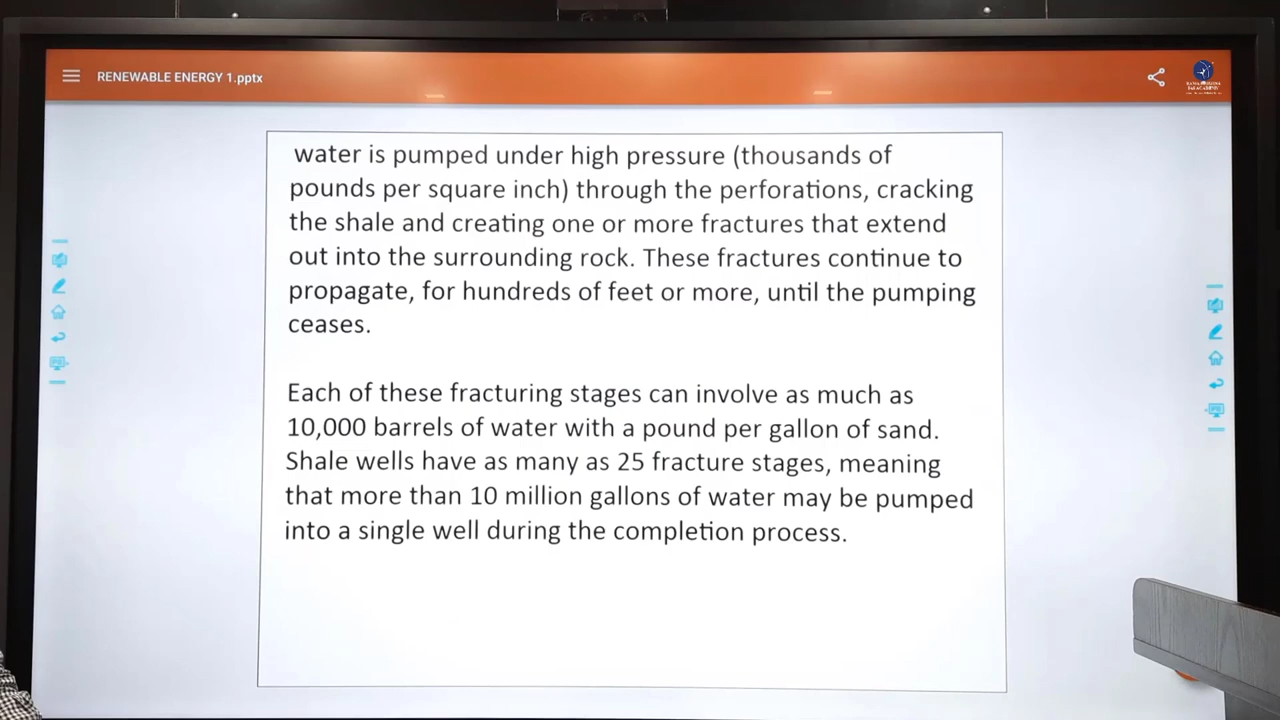 RENEWABLE ENERGY 1.pptx
water is pumped under high pressure (thousands of
pounds per square inch) through the perforations, cracking
the shale and creating one or more fractures that extend
out into the surrounding rock. These fractures continue to
propagate, for hundreds of feet or more, until the pumping
ceases.
Each of these fracturing stages can involve as much as
10,000 barrels of water with a pound per gallon of sand.
Shale wells have as many as 25 fracture stages, meaning
that more than 10 million gallons of water may be pumped
into a single well during the completion process.